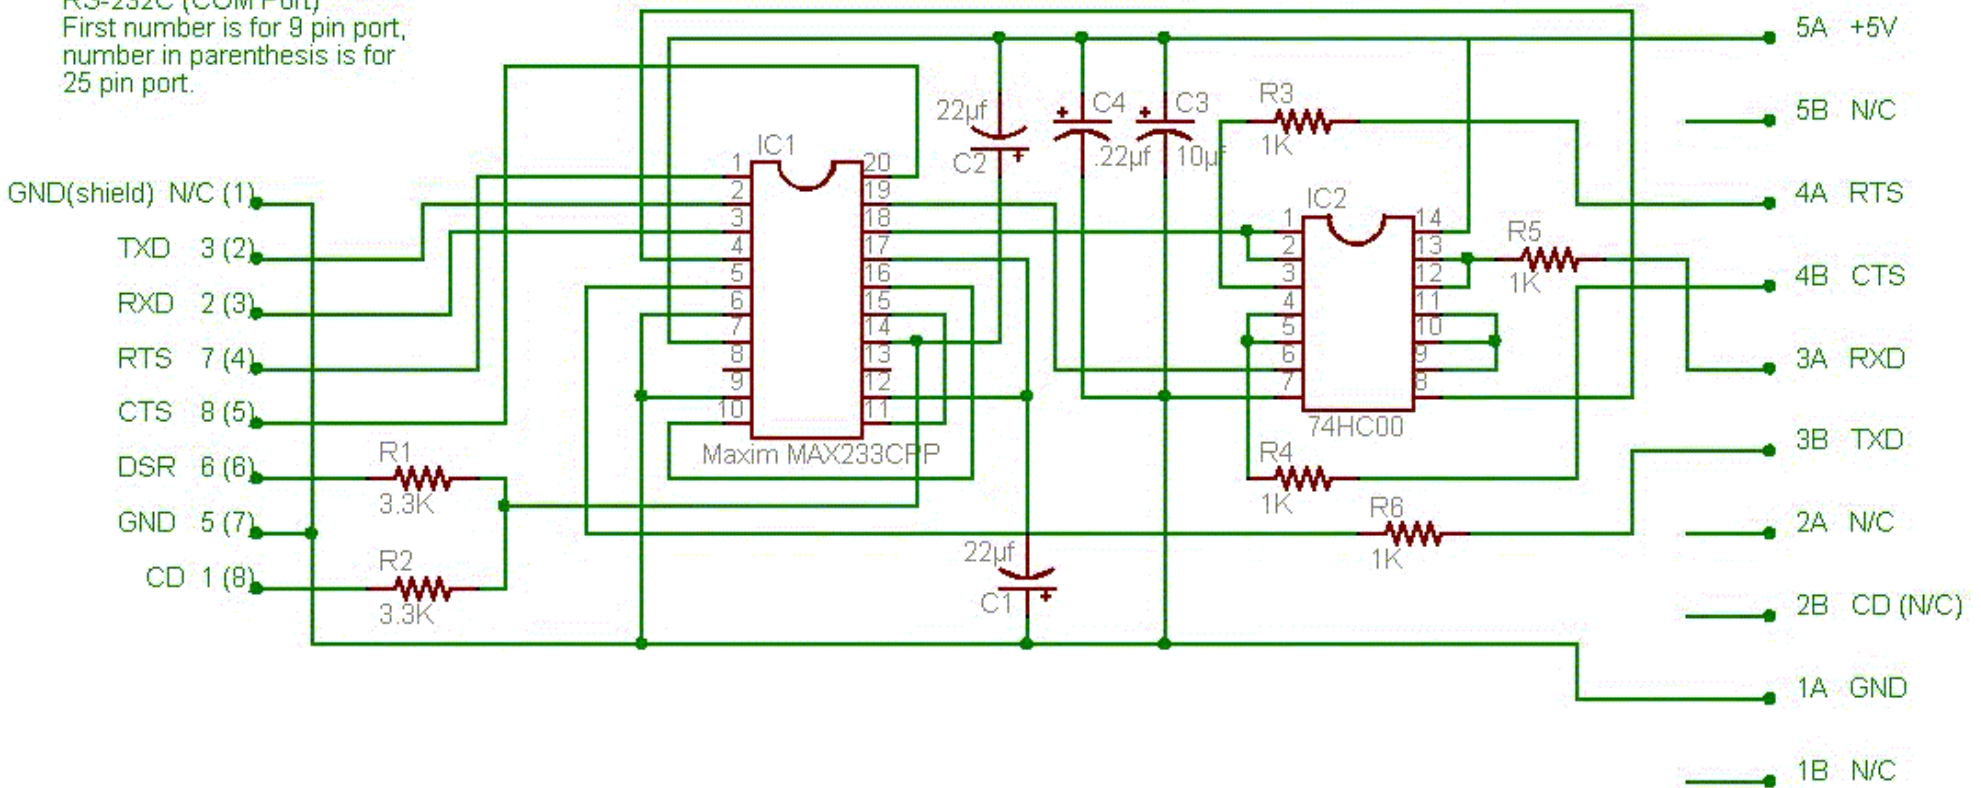 RS-232C (COM Port)
First number is for 9 pin port,
number in parenthesis is for
25 pin port.
GND(shield) N/C (1)
TXD 3 (2)
RXD 2 (3)
RTS 7 (4)
CTS 8 (5)
DSR 6 (6)
GND 5 (7)
CD 1 (8)
R1
3.3K
R2
3.3K
IC1
1
2
3
4
5
6
7
8
9
10
20
19
18
17
16
15
14
13
12
11
Maxim MAX233CPP
22µf
C2
C4
.22µf
C3
10µf
22µf
C1
R3
1K
IC2
1
2
3
4
5
6
7
14
13
12
11
10
9
8
74HC00
R5
1K
R4
1K
R6
1K
5A +5V
5B N/C
4A RTS
4B CTS
3A RXD
3B TXD
2A N/C
2B CD (N/C)
1A GND
1B N/C